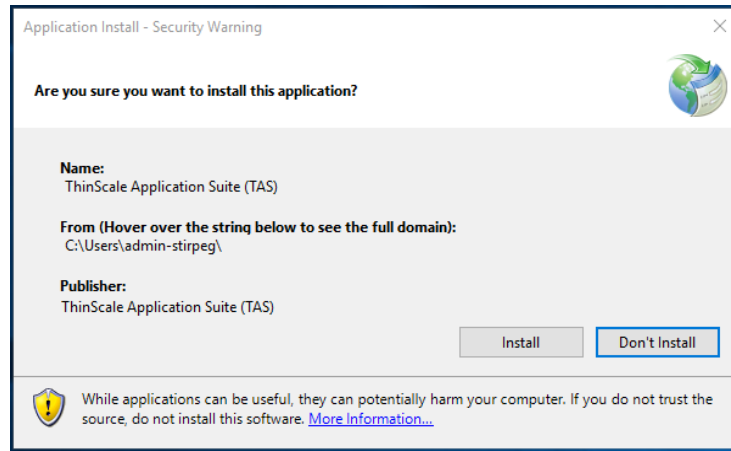 Application Install - Security Warning
Are you sure you want to install this application?
Name:
ThinScale Application Suite (TAS)
From (Hover over the string below to see the full domain):
C:\Users\admin-stirpeg\
Publisher:
ThinScale Application Suite (TAS)
Install
Don't Install
While applications can be useful, they can potentially harm your computer. If you do not trust the
source, do not install this software. More Information...